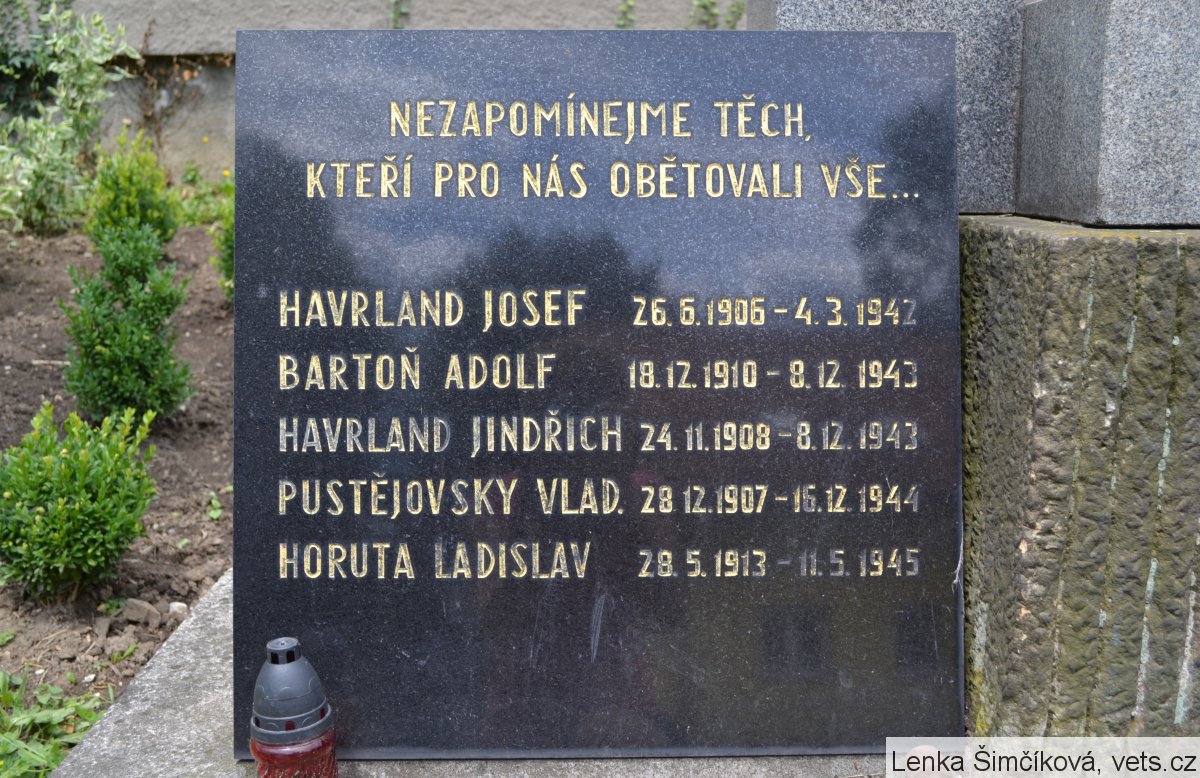 NEZAPOMÍNEJME TĚCH,
KTEŘÍ PRO NÁS OBĚTOVALI VŠE...
HAVRLAND JOSEF 26.6.1906 - 4.3.1942
BARTOŇ ADOLF 18.12.1910 - 8.12.1943
HAVRLAND JINDŘICH 24.11.1908 - 8.12.1943
PUSTĚJOVSKY VLAD. 28.12.1907 - 16.12.1944
HORUTA LADISLAV 28.5.1913 - 11.5.1945
Lenka Šimčíková, vets.cz